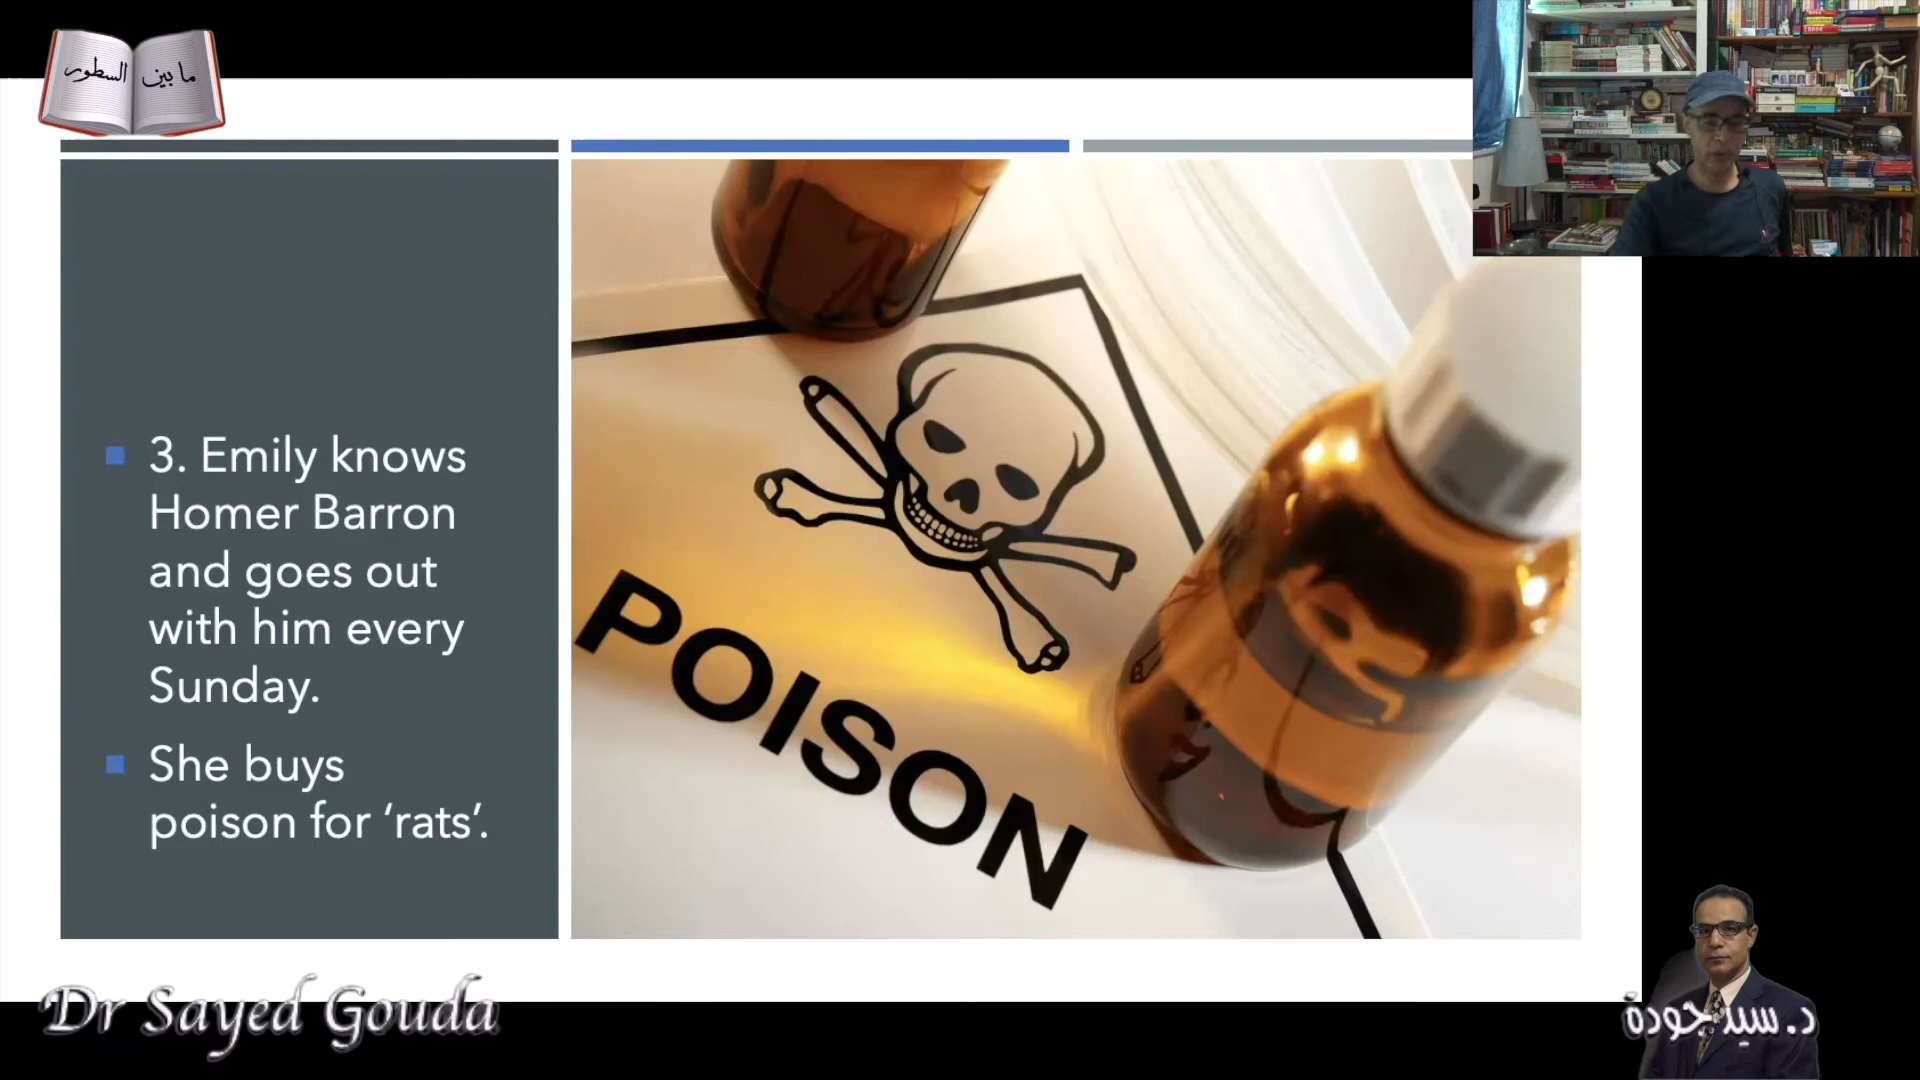 ما بين السطور
3. Emily knows
Homer Barron
and goes out
with him every
Sunday.
She buys
poison for ‘rats’.
POISON
Dr Sayed Gouda
د. سيد جودة